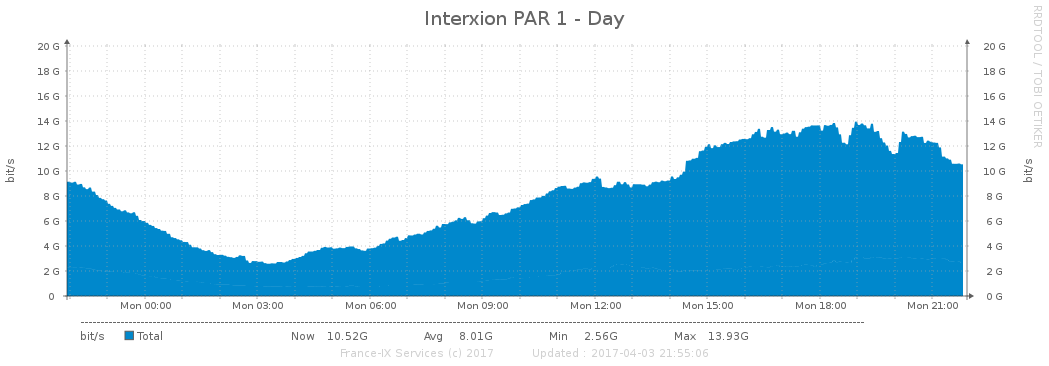 Interxion PAR 1 - Day
RRDTOOL / TOBI OETIKER
20 G 20 G
18 G 18 G
16 G 16 G
14 G 14 G
12 G 12 G
10 G 10 G
8 G 8 G
6 G 6 G
4 G 4 G
2 G 2 G
0 0 G
bit/s
bit/s
Mon 00:00 Mon 03:00 Mon 06:00 Mon 09:00 Mon 12:00 Mon 15:00 Mon 18:00 Mon 21:00
bit/s Total Now 10.52G Avg 8.01G Min 2.56G Max 13.93G
France-IX Services (c) 2017 Updated : 2017-04-03 21:55:06